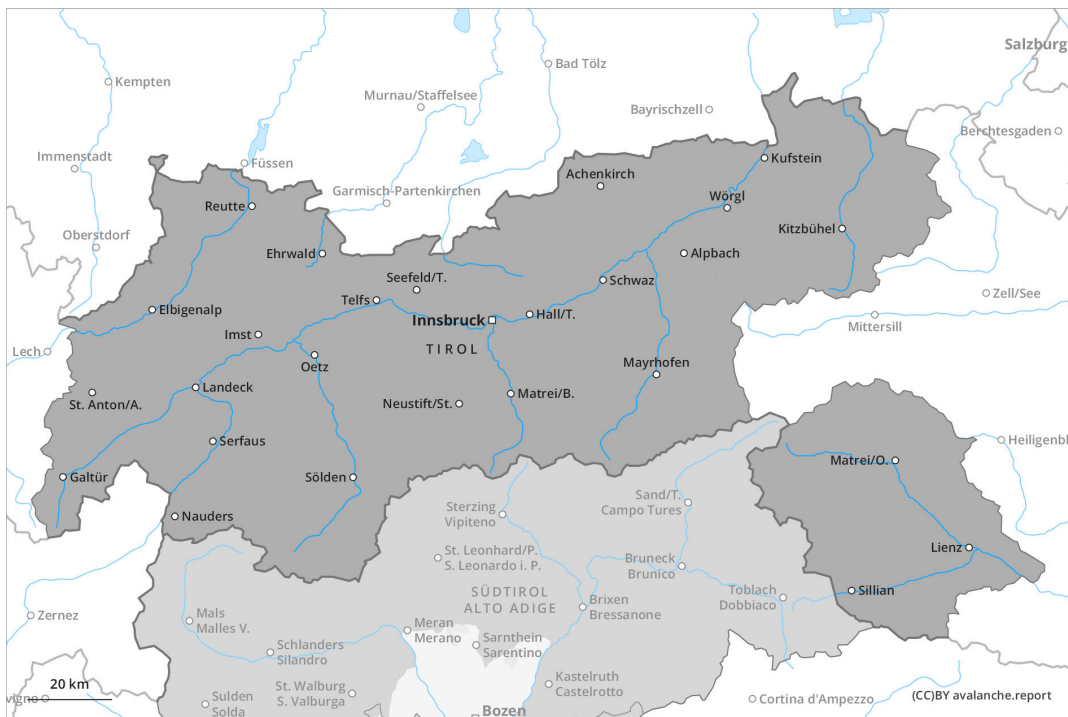 Salzburg
Kempten
Bad Tölz
Murnau/Staffelsee
Bayrischzell
Berchtesgaden
Immenstadt
Füssen
Kufstein
Achenkirch
Garmisch-Partenkirchen
Reutte
Wörgl
Oberstdorf
Kitzbühel
Ehrwald
Alpbach
Seefeld/T.
Schwaz
Zell/See
Telfs
Elbigenalp
Innsbruck
Hall/T.
Mittersill
Imst
TIROL
Lech
Oetz
Mayrhofen
Landeck
St. Anton/A.
Neustift/St.
Matrei/B.
Serfaus
Heiligenbl
Matrei/O.
Galtür
Sölden
Sand/T.
Campo Tures
Sterzing
Vipiteno
Nauders
Lienz
St. Leonhard/P.
S. Leonardo i. P.
Bruneck
Brunico
SÜDTIROL
ALTO ADIGE
Sillian
Toblach
Dobbiaco
Brixen
Bressanone
Zernez
Mals
Malles V.
Meran
Merano
Sarnthein
Sarentino
Schlanders
Silandro
Kastelruth
Castelrotto
20 km
St. Walburg
S. Valburga
vigno
Sulden
Solda
Cortina d'Ampezzo
(CC)BY avalanche.report
Bozen